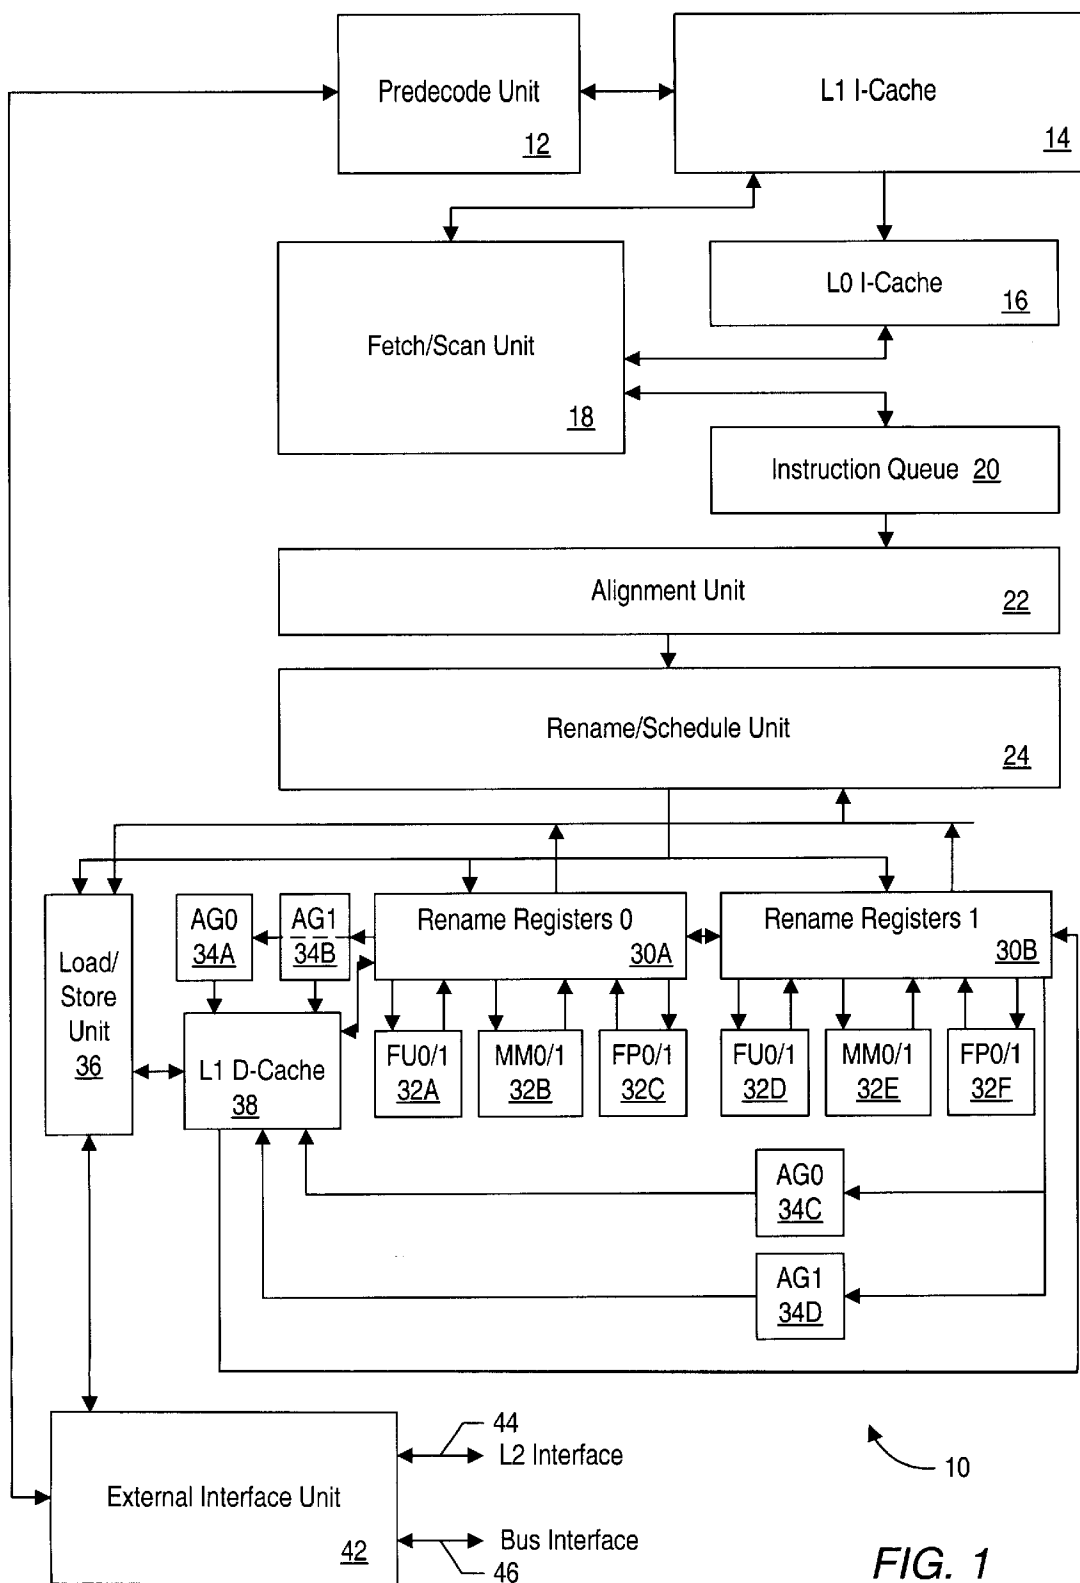 Predecode Unit
12
L1 I-Cache
14
L0 I-Cache
16
Fetch/Scan Unit
18
Instruction Queue 20
Alignment Unit
22
Rename/Schedule Unit
24
Load/
Store
Unit
36
AG0
34A
AG1
34B
Rename Registers 0
30A
Rename Registers 1
30B
L1 D-Cache
38
FU0/1
32A
MM0/1
32B
FP0/1
32C
FU0/1
32D
MM0/1
32E
FP0/1
32F
AG0
34C
AG1
34D
External Interface Unit
42
44
L2 Interface
Bus Interface
46
10
FIG. 1